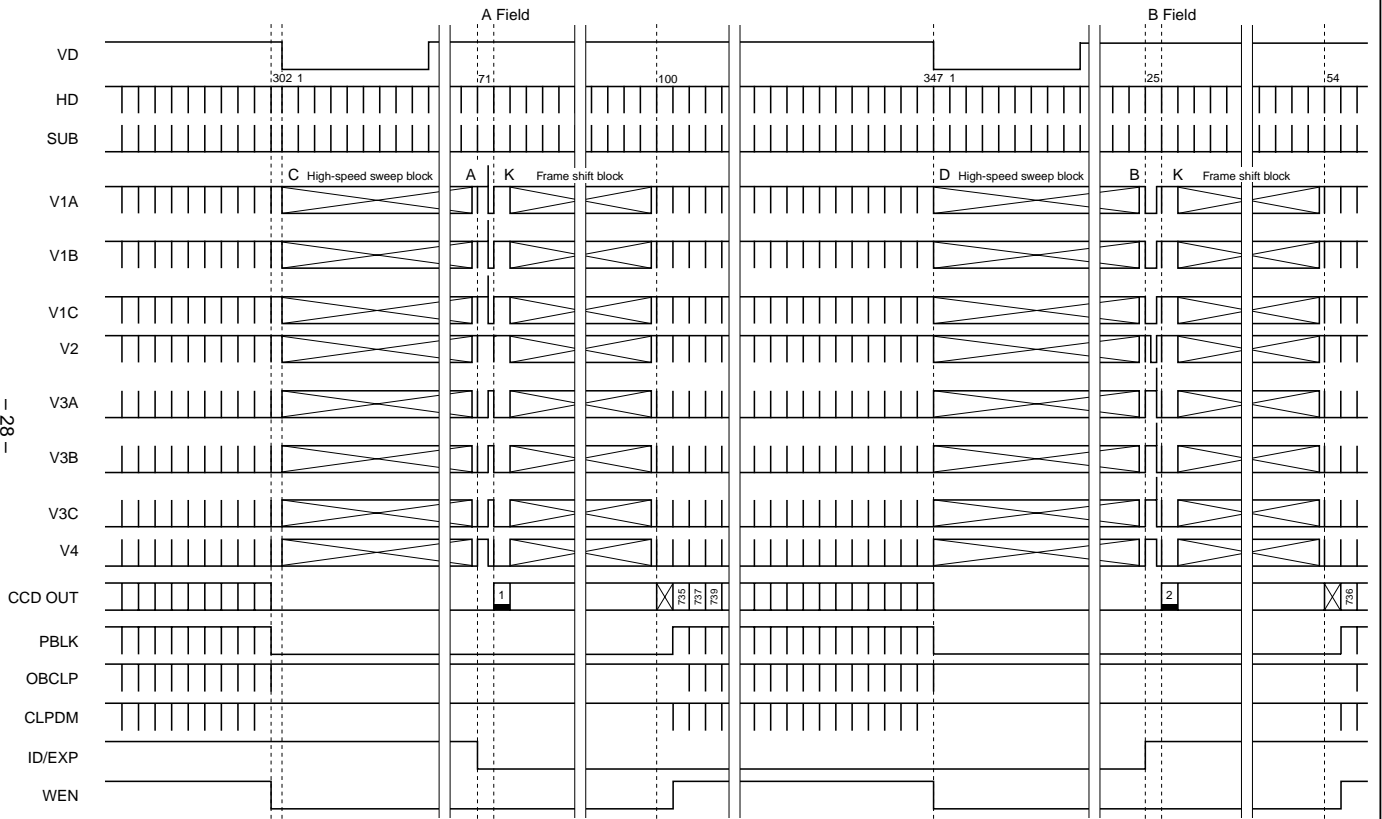 A Field
B Field
VD
302 1
71
100
347 1
25
54
HD
SUB
C High-speed sweep block A K Frame shift block
D High-speed sweep block B K Frame shift block
V1A
V1B
V1C
V2
V3A
V3B
V3C
V4
CCD OUT
1
735
737
739
2
736
PBLK
OBCLP
CLPDM
ID/EXP
WEN
– 28 –